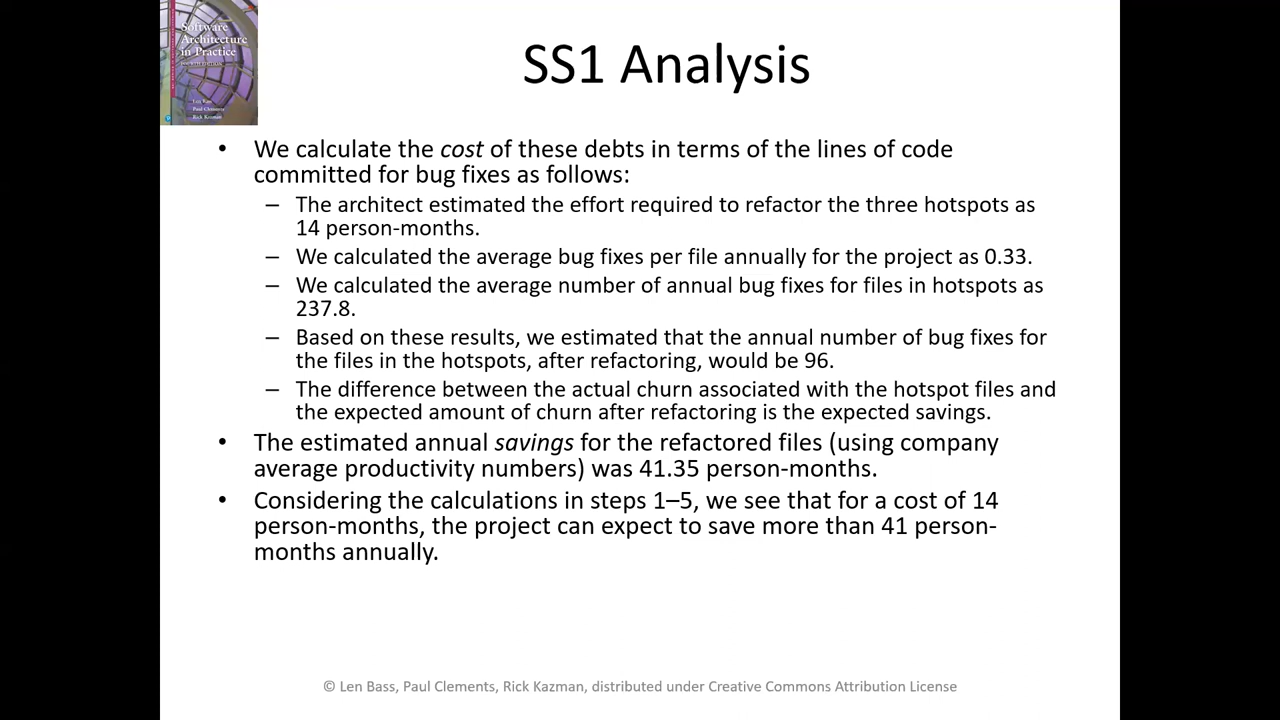 Software
Architecture
in Practice
SS1 Analysis
• We calculate the cost of these debts in terms of the lines of code
committed for bug fixes as follows:
– The architect estimated the effort required to refactor the three hotspots as
14 person-months.
– We calculated the average bug fixes per file annually for the project as 0.33.
– We calculated the average number of annual bug fixes for files in hotspots as
237.8.
– Based on these results, we estimated that the annual number of bug fixes for
the files in the hotspots, after refactoring, would be 96.
– The difference between the actual churn associated with the hotspot files and
the expected amount of churn after refactoring is the expected savings.
• The estimated annual savings for the refactored files (using company
average productivity numbers) was 41.35 person-months.
• Considering the calculations in steps 1–5, we see that for a cost of 14
person-months, the project can expect to save more than 41 person-
months annually.
© Len Bass, Paul Clements, Rick Kazman, distributed under Creative Commons Attribution License